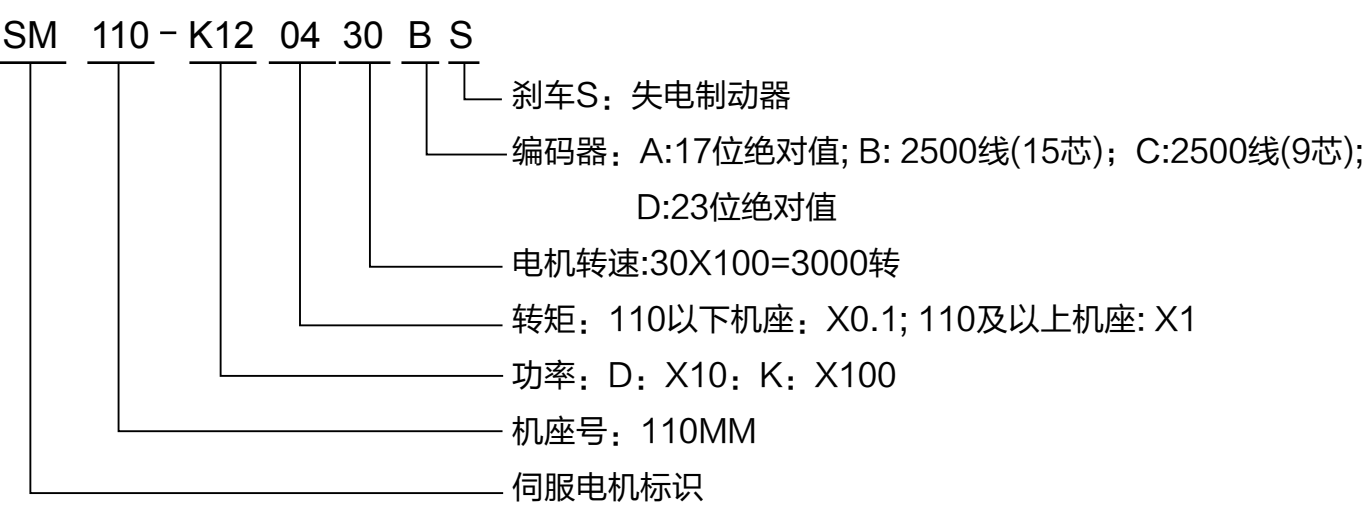 SM 110-K12 04 30 B S
刹车S：失电制动器
编码器：A:17位绝对值; B: 2500线(15芯)；C:2500线(9芯);
D:23位绝对值
电机转速:30X100=3000转
转矩：110以下机座：X0.1; 110及以上机座: X1
功率：D：X10：K：X100
机座号：110MM
伺服电机标识